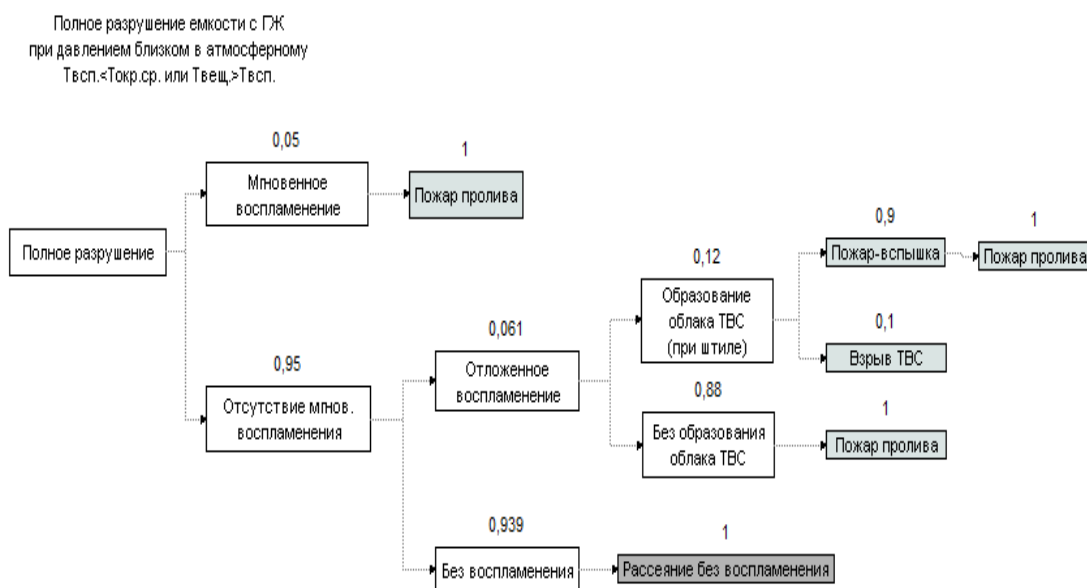 Полное разрушение емкости с ГЖ
при давлением близком в атмосферному
Твсп.<Токр.ср. или Твещ.>Твсп.
0,05
Мгновенное
воспламенение
1
Пожар пролива
Полное разрушение
0,95
Отсутствие мгнов.
воспламенения
0,061
Отложенное
воспламенение
0,12
Образование
облака ТВС
(при штиле)
0,9
Пожар-вспышка
1
Пожар пролива
0,1
Взрыв ТВС
0,88
Без образования
облака ТВС
1
Пожар пролива
0,939
Без воспламенения
1
Рассеяние без воспламенения